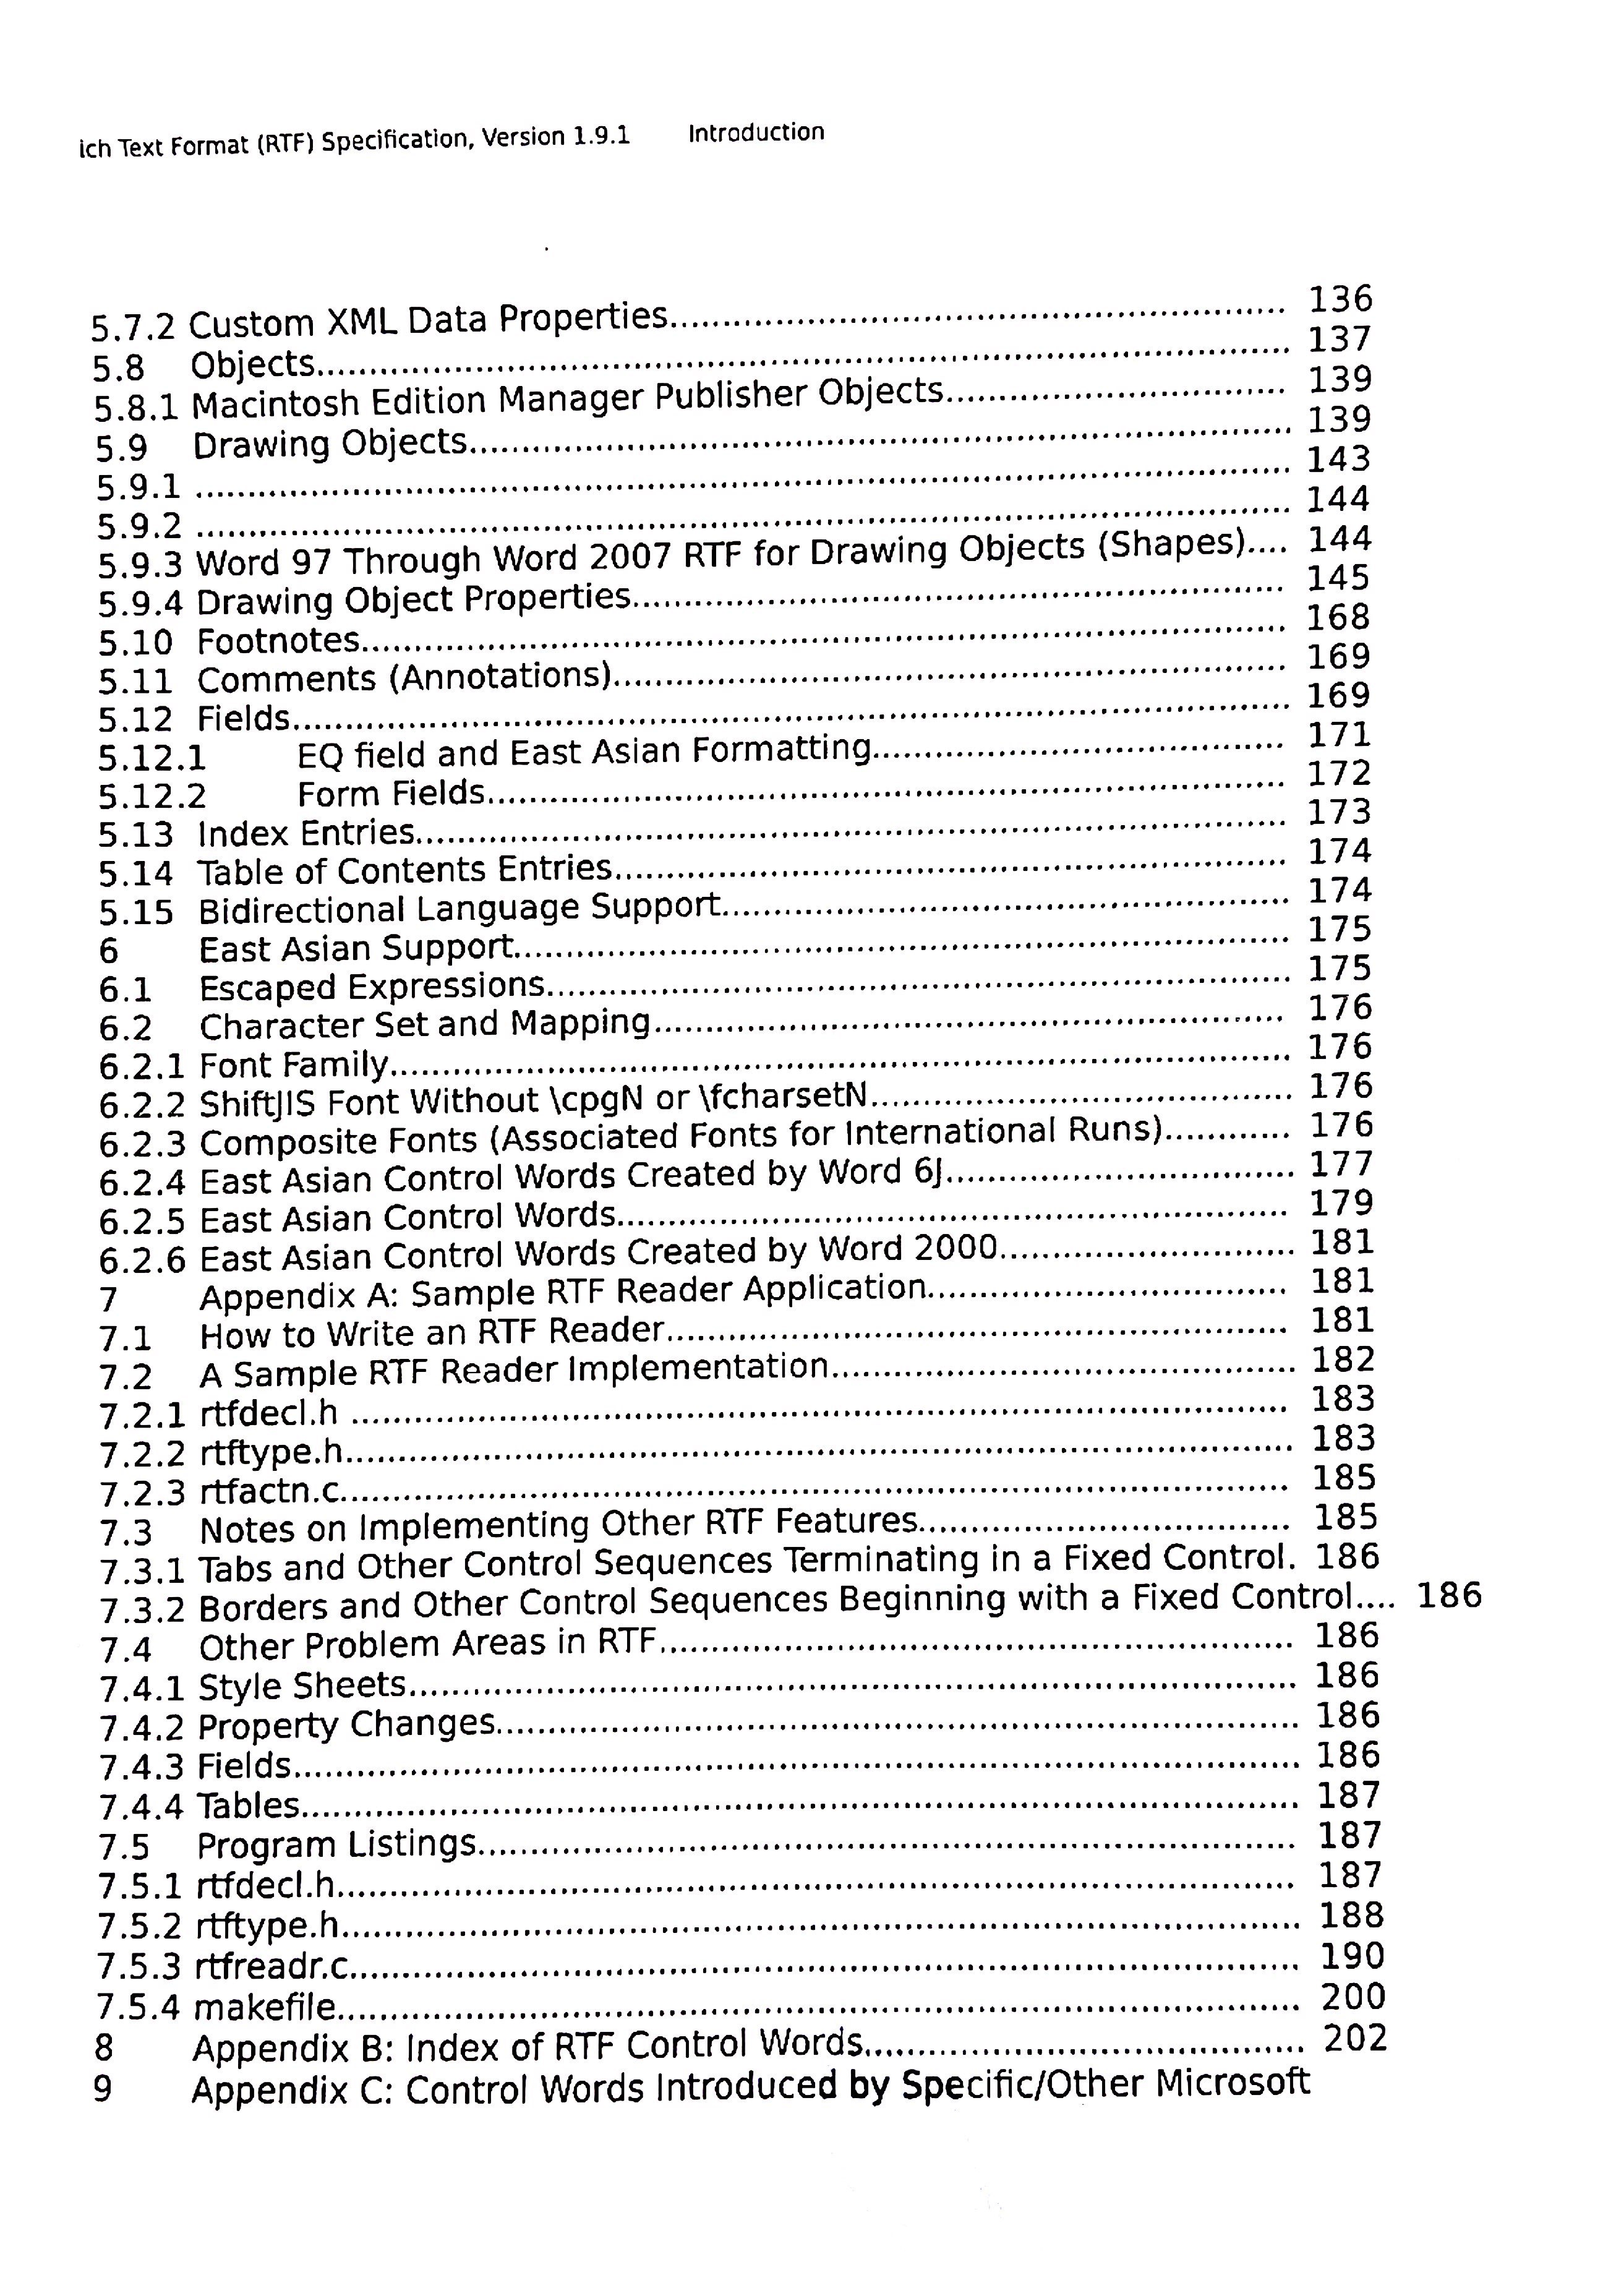 ich Text Format (RTF) Specification, Version 1.9.1 Introduction
5.7.2 Custom XML Data Properties........................................................... 136
5.8 Objects............................................................................................ 137
5.8.1 Macintosh Edition Manager Publisher Objects................................ 139
5.9 Drawing Objects.............................................................................. 139
5.9.1 ........................................................................................................ 143
5.9.2 ........................................................................................................ 144
5.9.3 Word 97 Through Word 2007 RTF for Drawing Objects (Shapes).... 144
5.9.4 Drawing Object Properties.............................................................. 145
5.10 Footnotes........................................................................................ 168
5.11 Comments (Annotations)................................................................ 169
5.12 Fields............................................................................................... 169
5.12.1 EQ field and East Asian Formatting....................................... 171
5.12.2 Form Fields............................................................................ 172
5.13 Index Entries................................................................................... 173
5.14 Table of Contents Entries................................................................ 174
5.15 Bidirectional Language Support...................................................... 174
6 East Asian Support.......................................................................... 175
6.1 Escaped Expressions....................................................................... 175
6.2 Character Set and Mapping............................................................. 176
6.2.1 Font Family...................................................................................... 176
6.2.2 ShiftJIS Font Without \cpgN or \fcharsetN........................................ 176
6.2.3 Composite Fonts (Associated Fonts for International Runs)............ 176
6.2.4 East Asian Control Words Created by Word 6J................................. 177
6.2.5 East Asian Control Words................................................................ 179
6.2.6 East Asian Control Words Created by Word 2000............................ 181
7 Appendix A: Sample RTF Reader Application.................................. 181
7.1 How to Write an RTF Reader........................................................... 181
7.2 A Sample RTF Reader Implementation............................................ 182
7.2.1 rtfdecl.h .......................................................................................... 183
7.2.2 rtftype.h........................................................................................... 183
7.2.3 rtfactn.c........................................................................................... 185
7.3 Notes on Implementing Other RTF Features................................... 185
7.3.1 Tabs and Other Control Sequences Terminating in a Fixed Control. 186
7.3.2 Borders and Other Control Sequences Beginning with a Fixed Control.... 186
7.4 Other Problem Areas in RTF............................................................ 186
7.4.1 Style Sheets.................................................................................... 186
7.4.2 Property Changes............................................................................ 186
7.4.3 Fields............................................................................................... 186
7.4.4 Tables.............................................................................................. 187
7.5 Program Listings.............................................................................. 187
7.5.1 rtfdecl.h........................................................................................... 187
7.5.2 rtftype.h........................................................................................... 188
7.5.3 rtfreadr.c.......................................................................................... 190
7.5.4 makefile........................................................................................... 200
8 Appendix B: Index of RTF Control Words.......................................... 202
9 Appendix C: Control Words Introduced by Specific/Other Microsoft